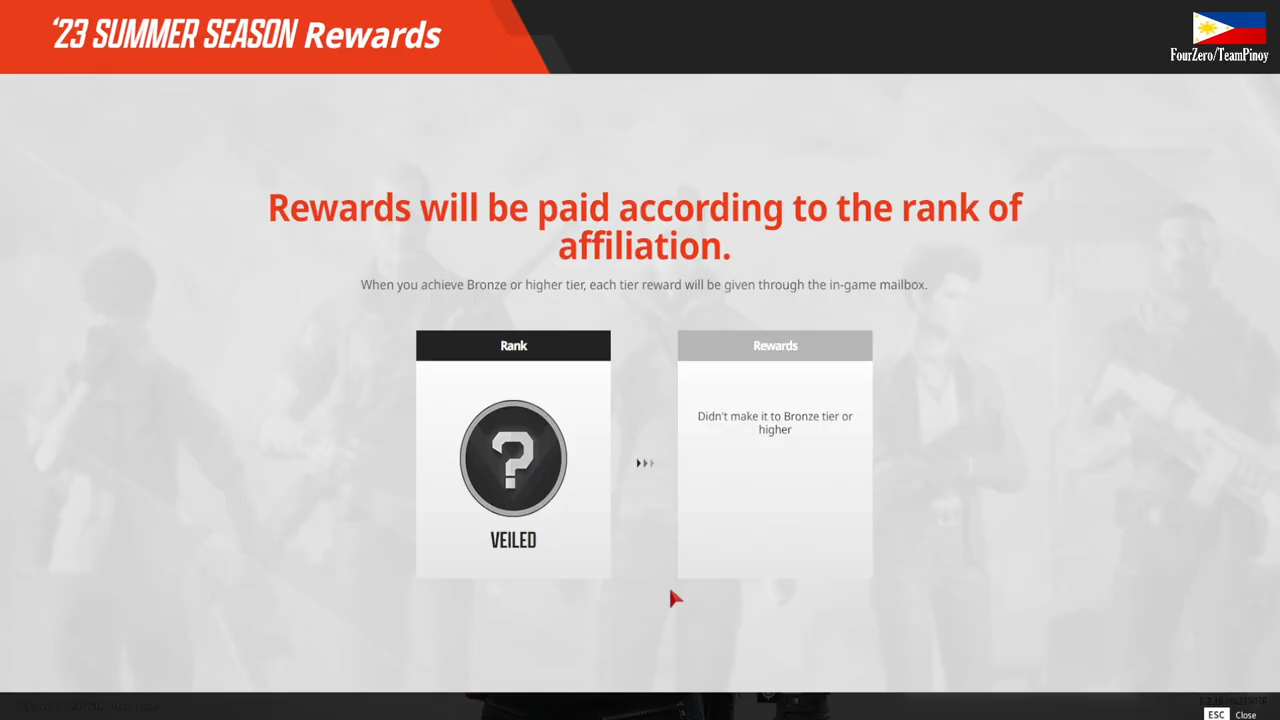 ‘23 SUMMER SEASON Rewards
FourZero/TeamPinoy
Rewards will be paid according to the rank of
affiliation.
When you achieve Bronze or higher tier, each tier reward will be given through the in-game mailbox.
Rank
Rewards
Didn't make it to Bronze tier or
higher
?
VEILED
ESC Close